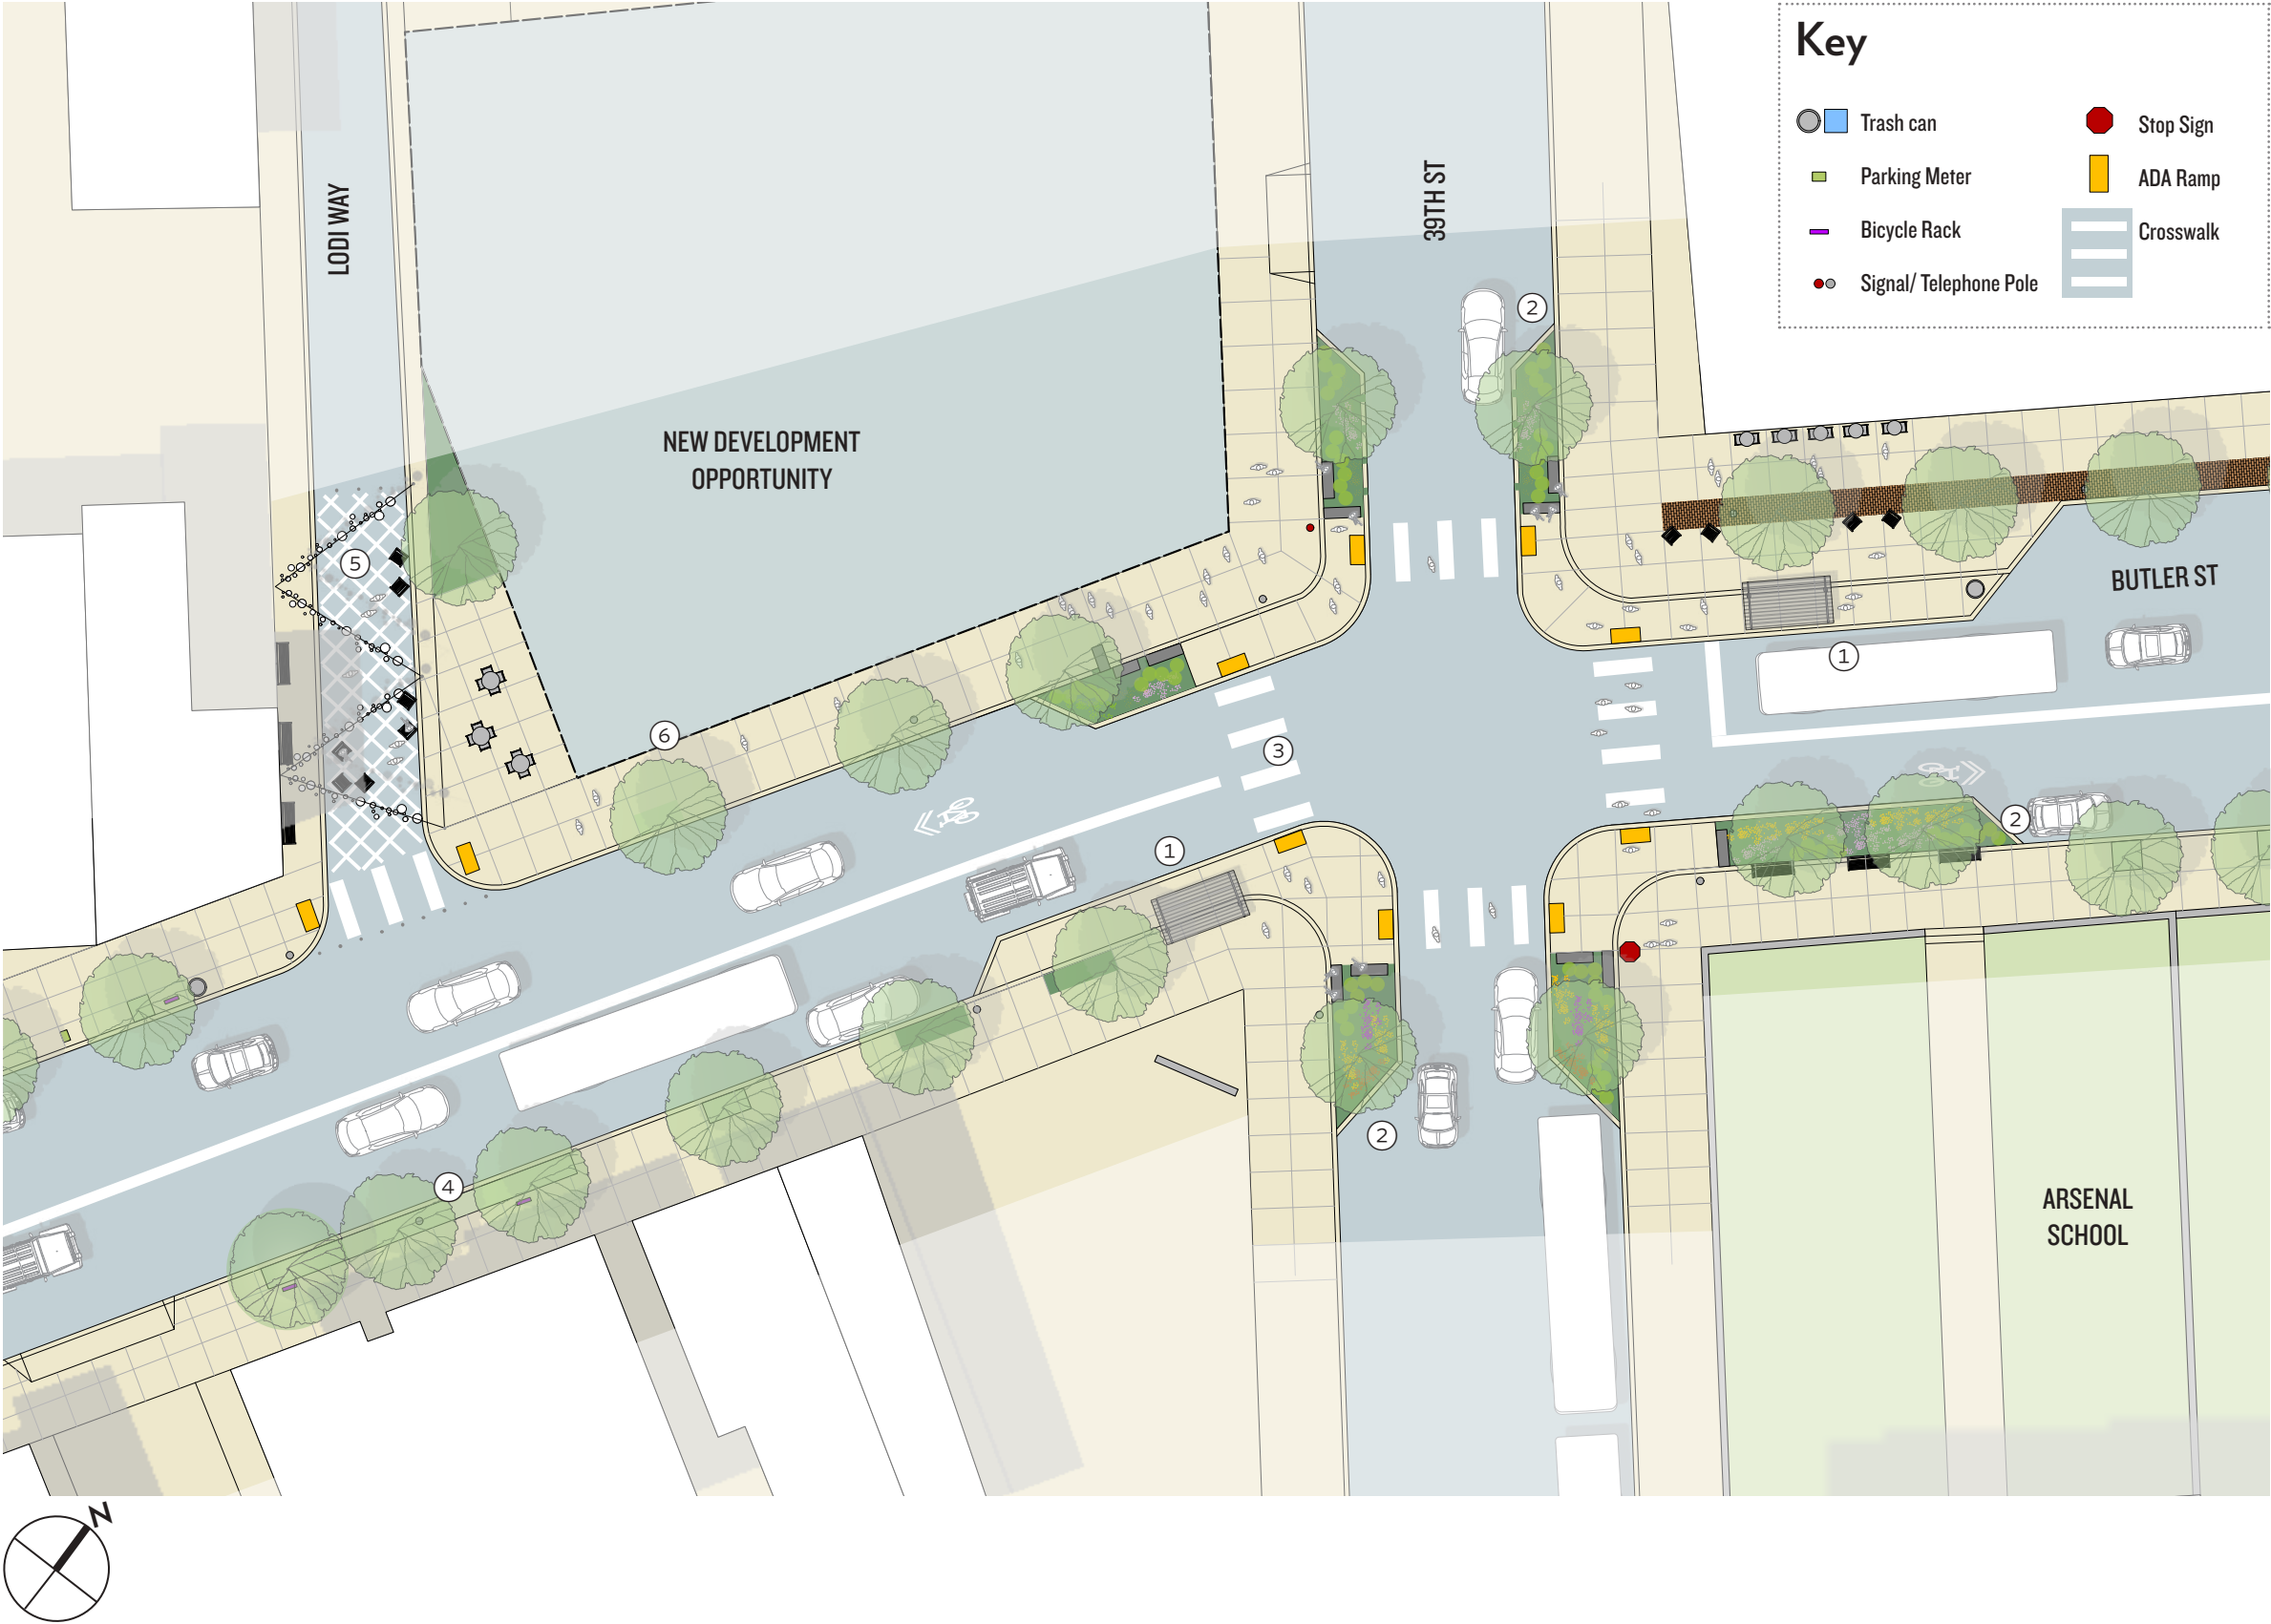 Key
Trash can
Stop Sign
Parking Meter
ADA Ramp
Bicycle Rack
Crosswalk
Signal/ Telephone Pole
LODI WAY
39TH ST
2
NEW DEVELOPMENT
OPPORTUNITY
5
BUTLER ST
1
6
3
1
2
4
2
ARSENAL
SCHOOL
N